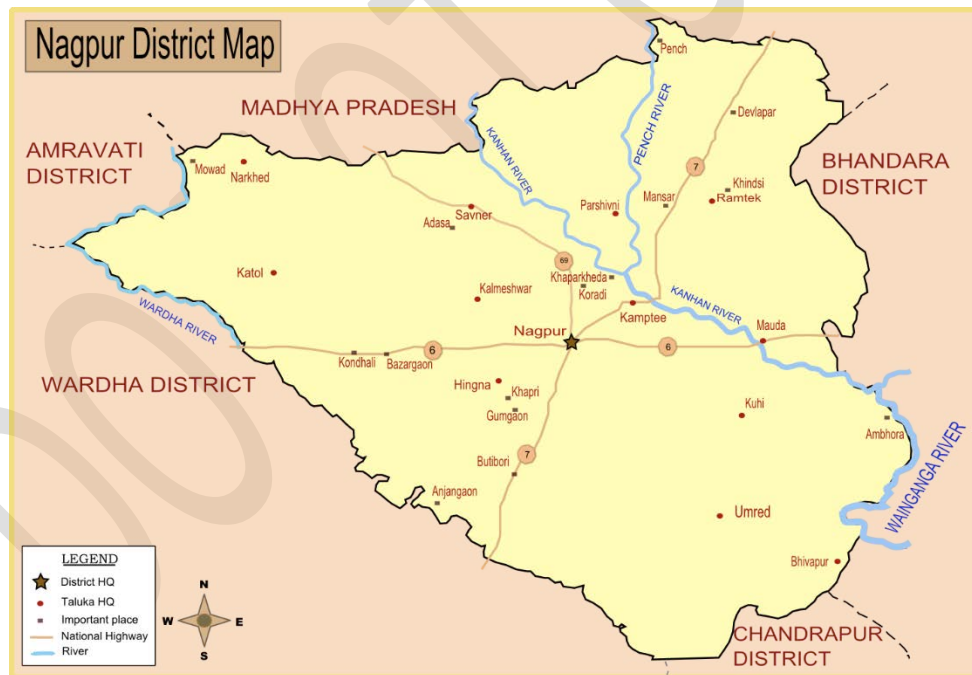 Nagpur District Map
MADHYA PRADESH
AMRAVATI
DISTRICT
BHANDARA
DISTRICT
WARDHA DISTRICT
CHANDRAPUR
DISTRICT
Pench
Devlapar
PENCH RIVER
KANHAN RIVER
7
Mowad
Narkhed
Khindsi
Ramtek
Mansar
Parshivni
Savner
Adasa
69
Katol
Khaparkheda
Koradi
Kalmeshwar
KANHAN RIVER
Kamptee
WARDHA RIVER
Nagpur
Mauda
6
6
Kondhali
Bazargaon
Hingna
Khapri
Gumgaon
Kuhi
Ambhora
WAINGANGA RIVER
7
Butibori
Anjangaon
Umred
Bhivapur
LEGEND
District HQ
Taluka HQ
Important place
National Highway
River
N
W
E
S